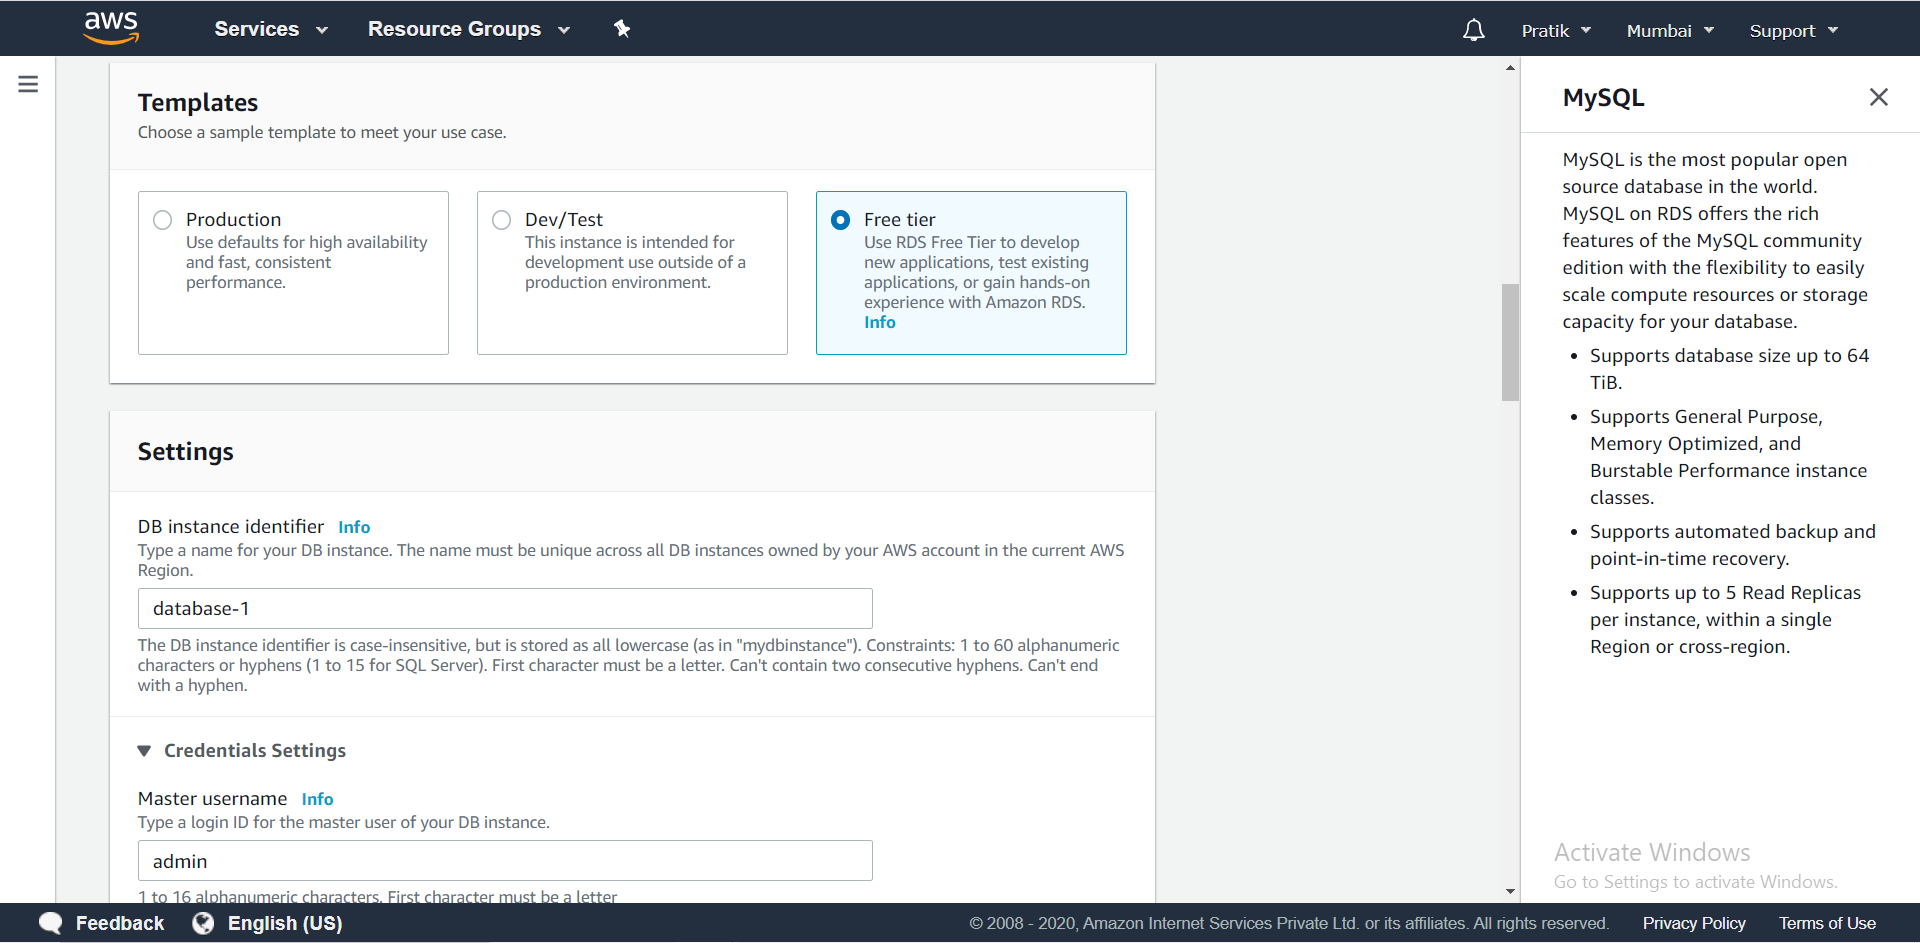 aws Services Resource Groups Pratik Mumbai Support
Templates
Choose a sample template to meet your use case.
Production
Use defaults for high availability
and fast, consistent
performance.
Dev/Test
This instance is intended for
development use outside of a
production environment.
Free tier
Use RDS Free Tier to develop
new applications, test existing
applications, or gain hands-on
experience with Amazon RDS.
Info
Settings
DB instance identifier Info
Type a name for your DB instance. The name must be unique across all DB instances owned by your AWS account in the current AWS
Region.
database-1
The DB instance identifier is case-insensitive, but is stored as all lowercase (as in "mydbinstance"). Constraints: 1 to 60 alphanumeric
characters or hyphens (1 to 15 for SQL Server). First character must be a letter. Can't contain two consecutive hyphens. Can't end
with a hyphen.
Credentials Settings
Master username Info
Type a login ID for the master user of your DB instance.
admin
1 to 16 alphanumeric characters. First character must be a letter
MySQL
MySQL is the most popular open
source database in the world.
MySQL on RDS offers the rich
features of the MySQL community
edition with the flexibility to easily
scale compute resources or storage
capacity for your database.
• Supports database size up to 64
TiB.
• Supports General Purpose,
Memory Optimized, and
Burstable Performance instance
classes.
• Supports automated backup and
point-in-time recovery.
• Supports up to 5 Read Replicas
per instance, within a single
Region or cross-region.
Activate Windows
Go to Settings to activate Windows.
Feedback English (US) © 2008 - 2020, Amazon Internet Services Private Ltd. or its affiliates. All rights reserved. Privacy Policy Terms of Use